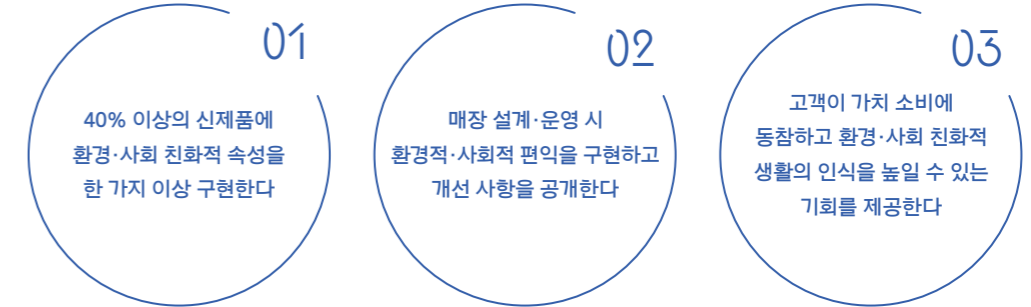 01
40% 이상의 신제품에
환경·사회 친화적 속성을
한 가지 이상 구현한다
02
매장 설계·운영 시
환경적·사회적 편익을 구현하고
개선 사항을 공개한다
03
고객이 가치 소비에
동참하고 환경·사회 친화적
생활의 인식을 높일 수 있는
기회를 제공한다